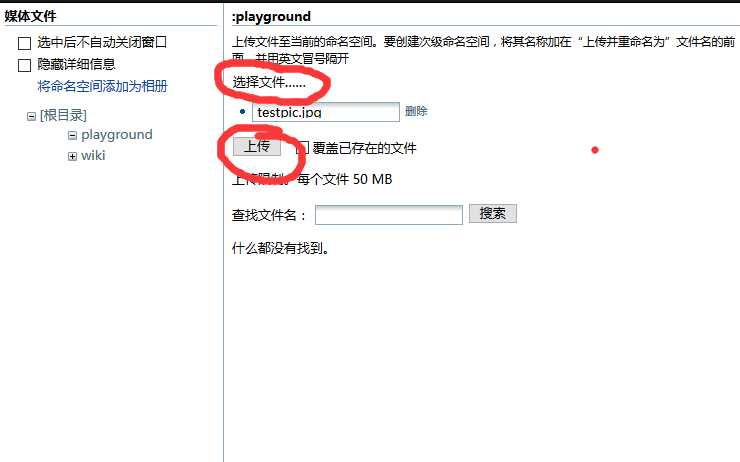 媒体文件
选中后不自动关闭窗口
隐藏详细信息
将命名空间添加为相册
[根目录]
playground
wiki
:playground
上传文件至当前的命名空间。要创建次级命名空间，将其名称加在“上传并重命名为”文件名的前
面，并用英文冒号隔开
选择文件……
testpic.jpg 删除
上传 覆盖已存在的文件
上传限制。每个文件 50 MB
查找文件名： 搜索
什么都没有找到。